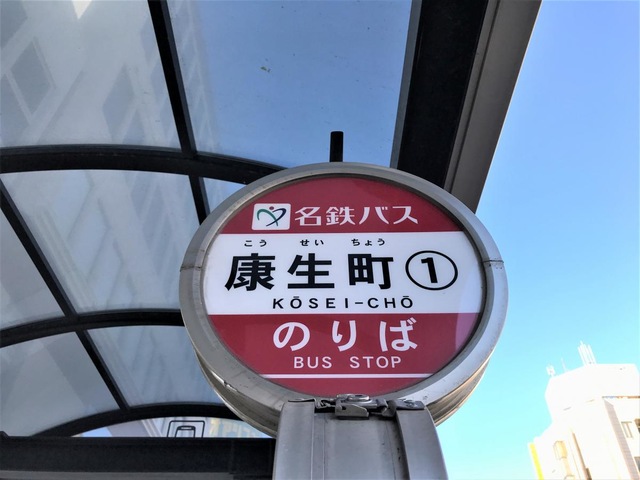 名鉄バス
こう せい ちょう
康生町①
KŌSEI-CHŌ
のりば
BUS STOP